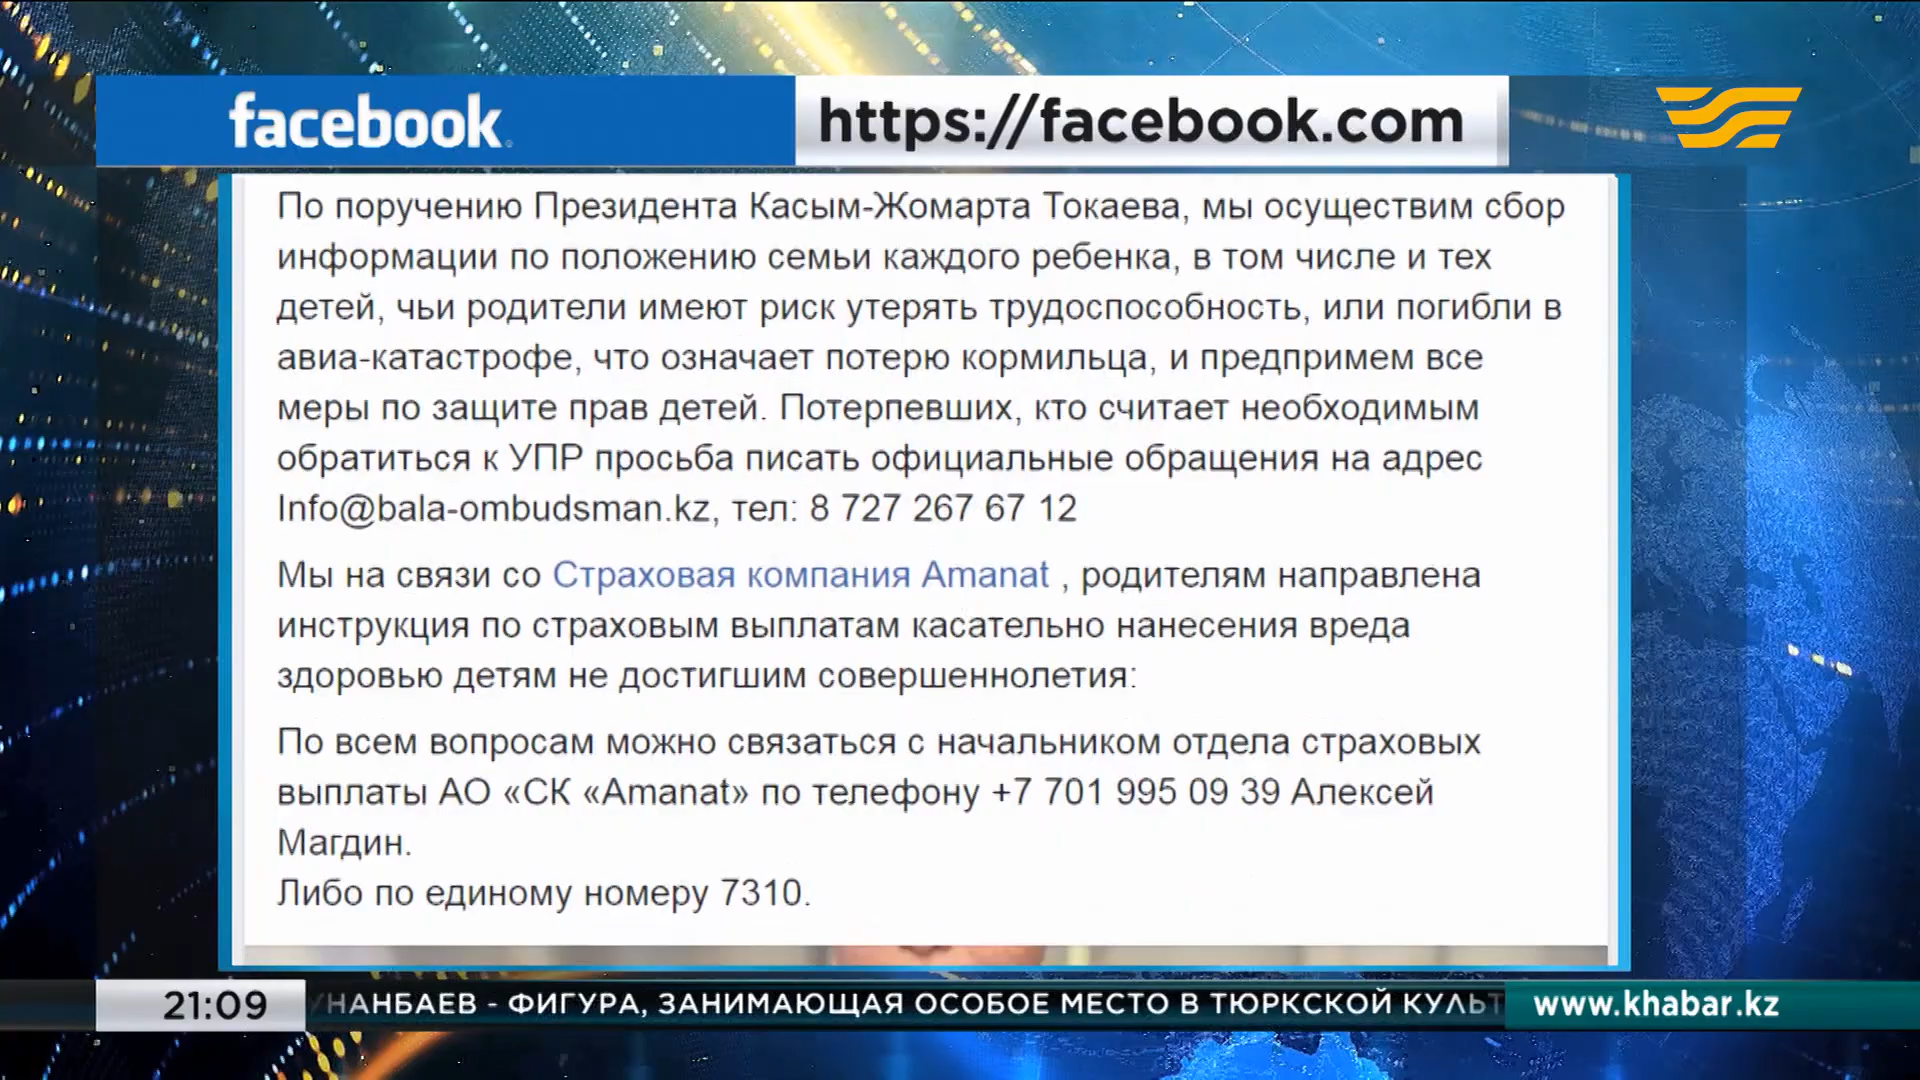 facebook
https://facebook.com
По поручению Президента Касым-Жомарта Токаева, мы осуществим сбор
информации по положению семьи каждого ребенка, в том числе и тех
детей, чьи родители имеют риск утерять трудоспособность, или погибли в
авиа-катастрофе, что означает потерю кормильца, и предпримем все
меры по защите прав детей. Потерпевших, кто считает необходимым
обратиться к УПР просьба писать официальные обращения на адрес
Info@bala-ombudsman.kz, тел: 8 727 267 67 12
Мы на связи со Страховая компания Amanat , родителям направлена
инструкция по страховым выплатам касательно нанесения вреда
здоровью детям не достигшим совершеннолетия:
По всем вопросам можно связаться с начальником отдела страховых
выплаты АО «СК «Amanat» по телефону +7 701 995 09 39 Алексей
Магдин.
Либо по единому номеру 7310.
21:09 УНАНБАЕВ - ФИГУРА, ЗАНИМАЮЩАЯ ОСОБОЕ МЕСТО В ТЮРКСКОЙ КУЛЬТ www.khabar.kz